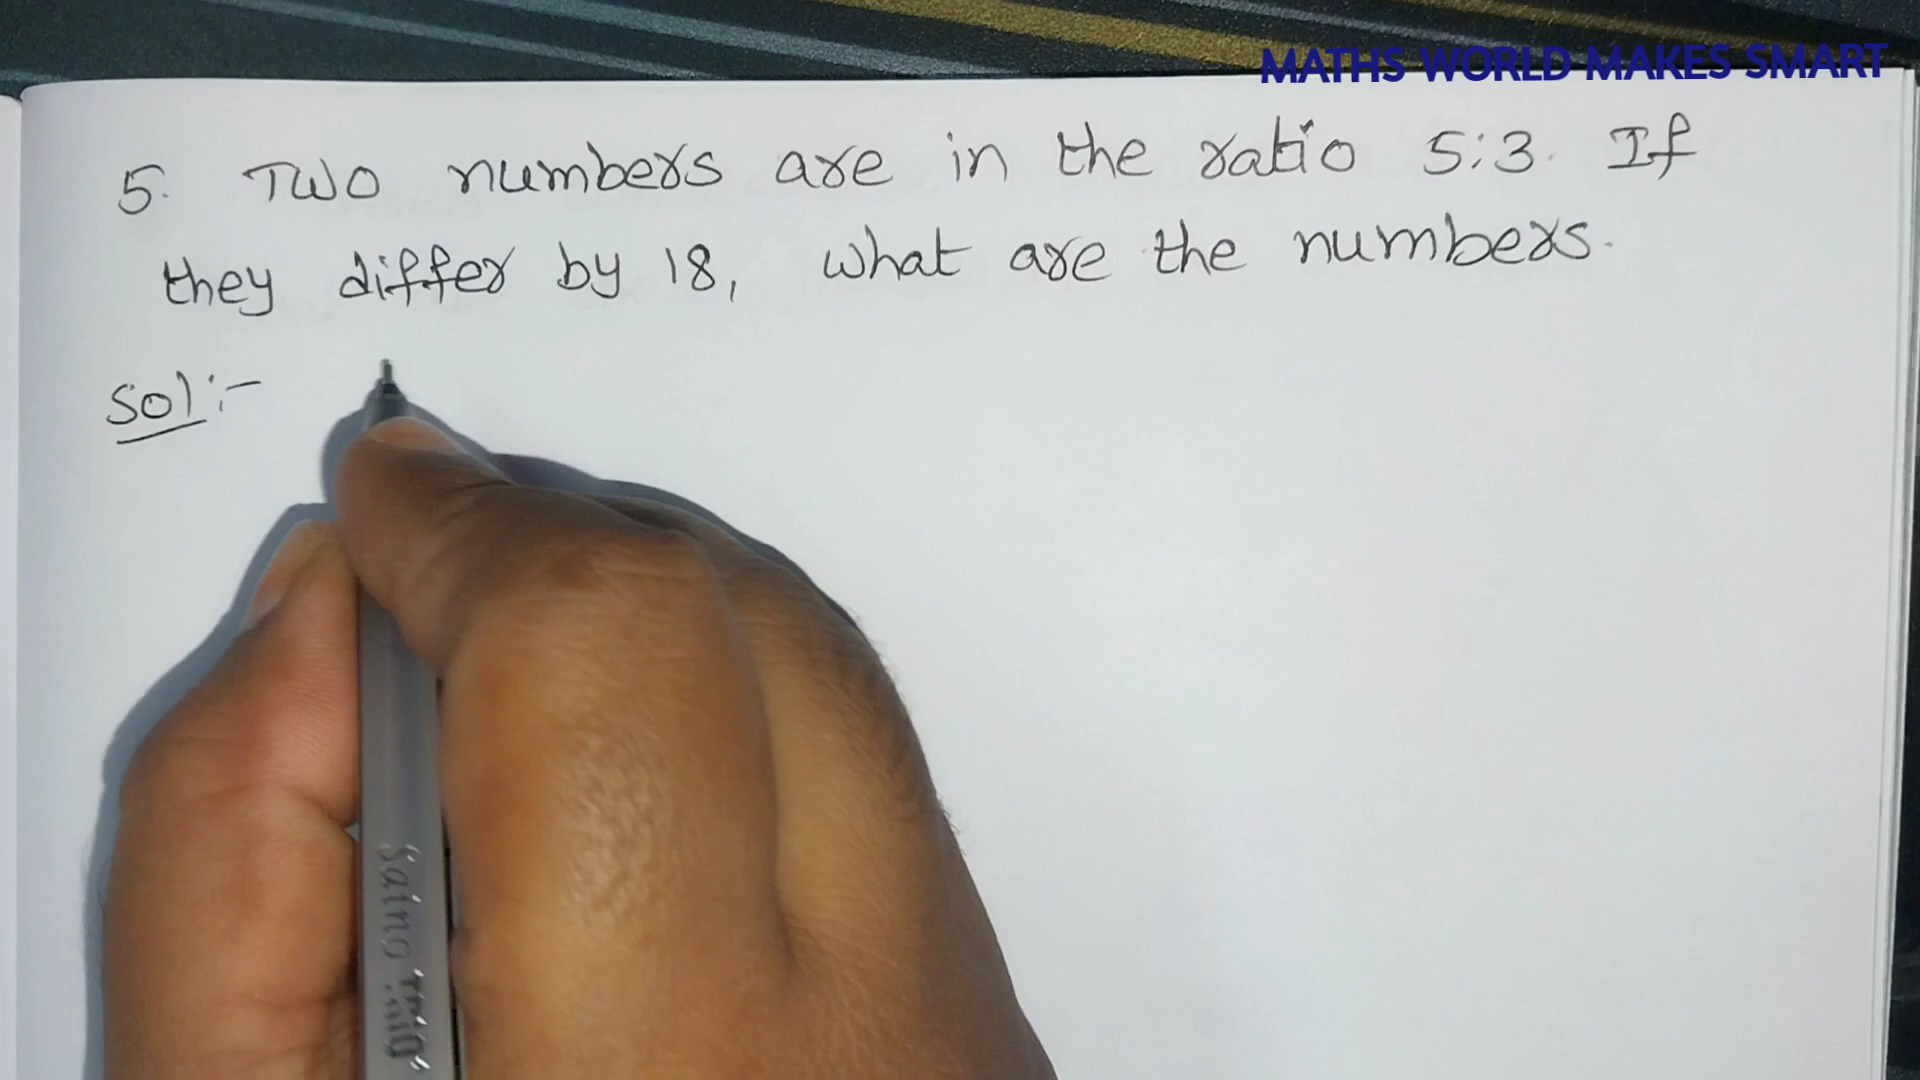 MATHS WORLD MAKES SMART
5. Two numbers are in the ratio 5:3. If
they differ by 18, what are the numbers.
Sol:-
Saino